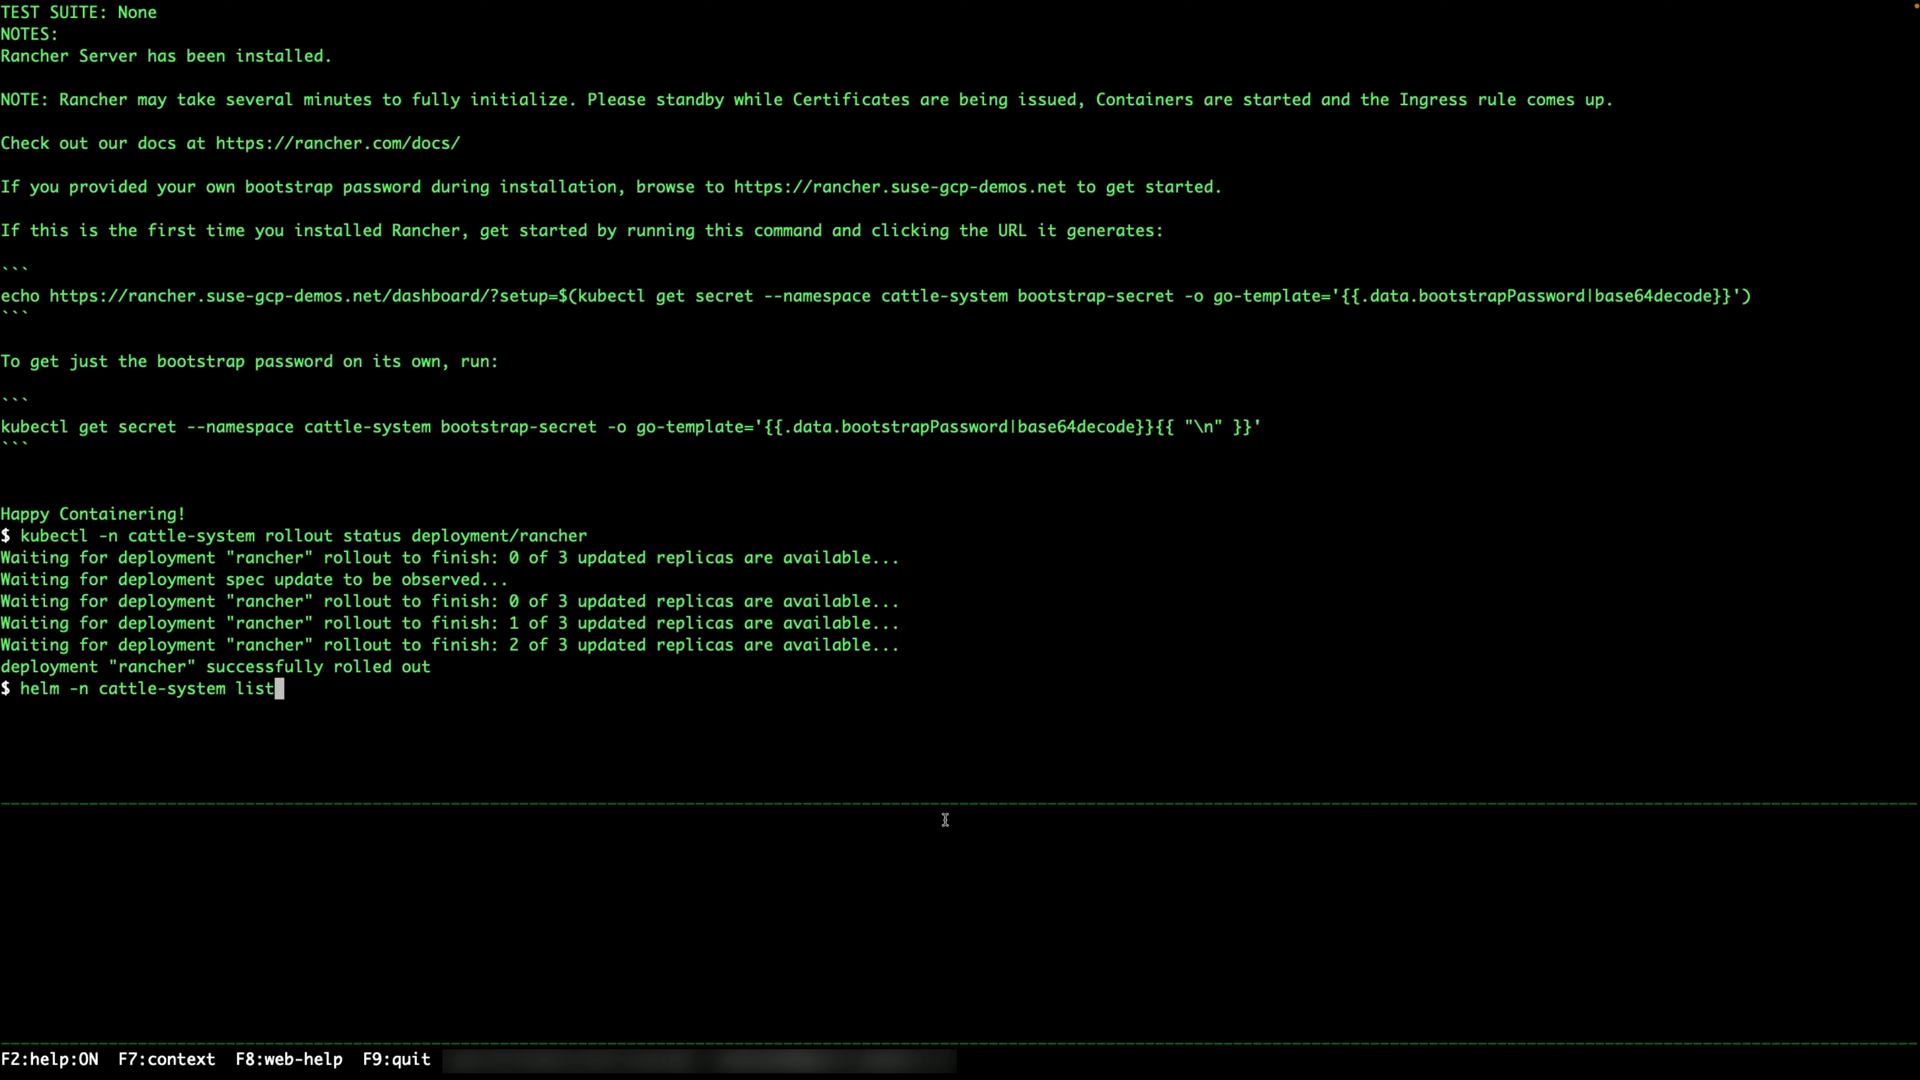 TEST SUITE: None
NOTES:
Rancher Server has been installed.
NOTE: Rancher may take several minutes to fully initialize. Please standby while Certificates are being issued, Containers are started and the Ingress rule comes up.
Check out our docs at https://rancher.com/docs/
If you provided your own bootstrap password during installation, browse to https://rancher.suse-gcp-demos.net to get started.
If this is the first time you installed Rancher, get started by running this command and clicking the URL it generates:
```
echo https://rancher.suse-gcp-demos.net/dashboard/?setup=$(kubectl get secret --namespace cattle-system bootstrap-secret -o go-template='{{.data.bootstrapPassword|base64decode}}')
```
To get just the bootstrap password on its own, run:
```
kubectl get secret --namespace cattle-system bootstrap-secret -o go-template='{{.data.bootstrapPassword|base64decode}}{{ "\n" }}'
```
Happy Containering!
$ kubectl -n cattle-system rollout status deployment/rancher
Waiting for deployment "rancher" rollout to finish: 0 of 3 updated replicas are available...
Waiting for deployment spec update to be observed...
Waiting for deployment "rancher" rollout to finish: 0 of 3 updated replicas are available...
Waiting for deployment "rancher" rollout to finish: 1 of 3 updated replicas are available...
Waiting for deployment "rancher" rollout to finish: 2 of 3 updated replicas are available...
deployment "rancher" successfully rolled out
$ helm -n cattle-system list
F2:help:ON F7:context F8:web-help F9:quit